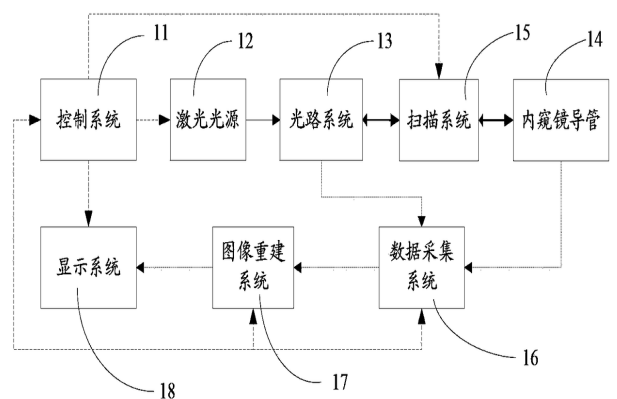 11
12
13
15
14
控制系统
激光光源
光路系统
扫描系统
内窥镜导管
显示系统
图像重建
系统
数据采集
系统
18
17
16